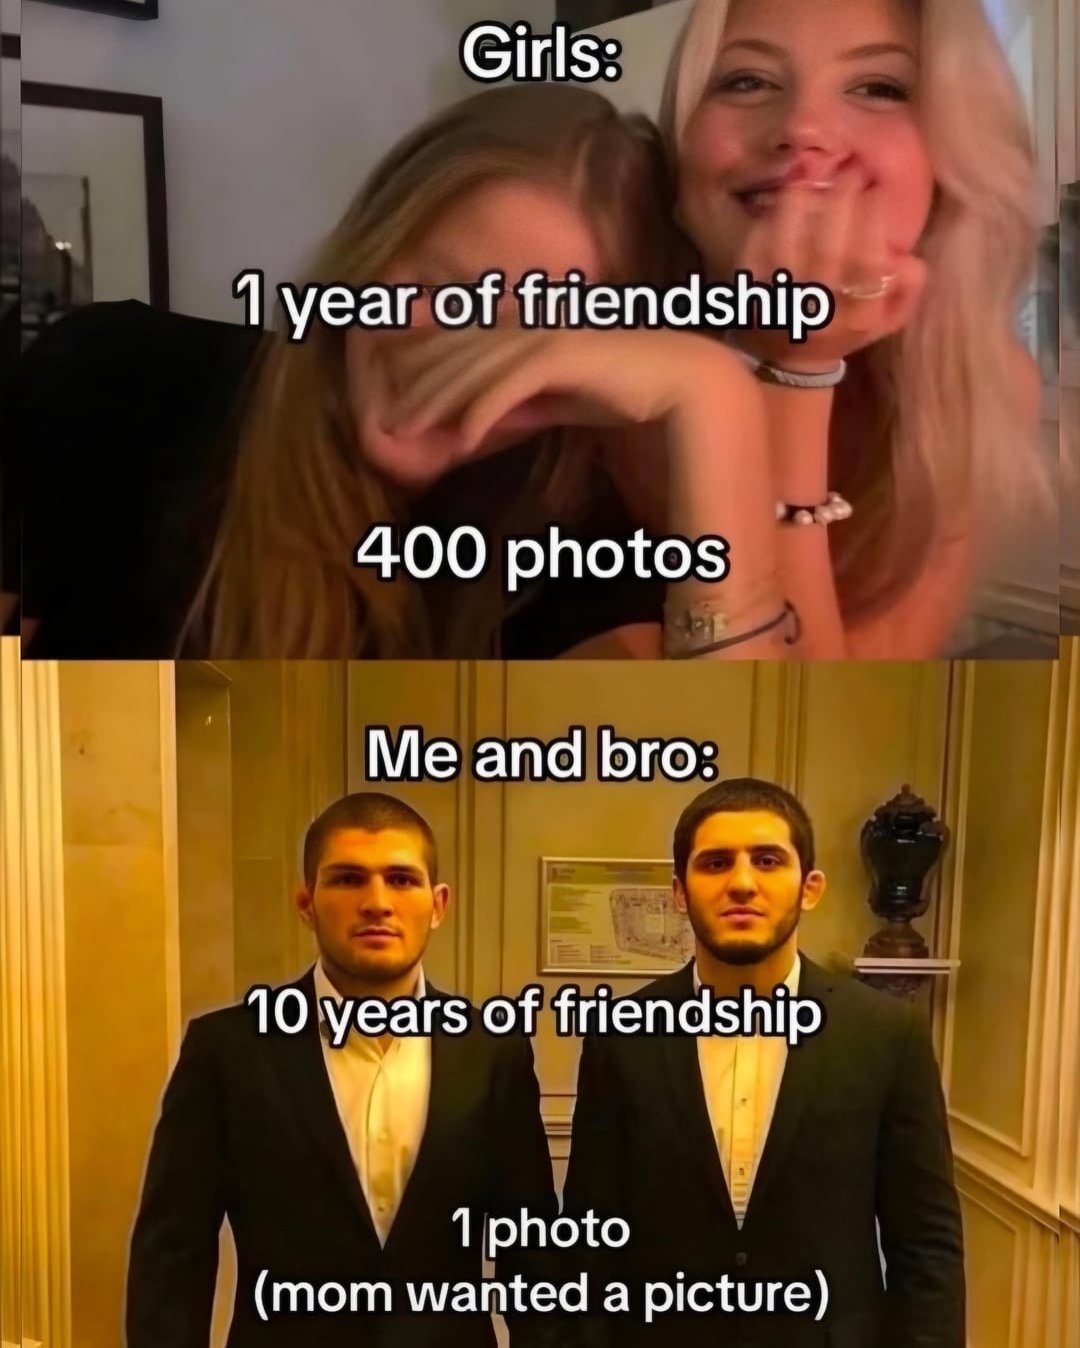 Girls:
1 year of friendship
400 photos
Me and bro:
10 years of friendship
1 photo
(mom wanted a picture)